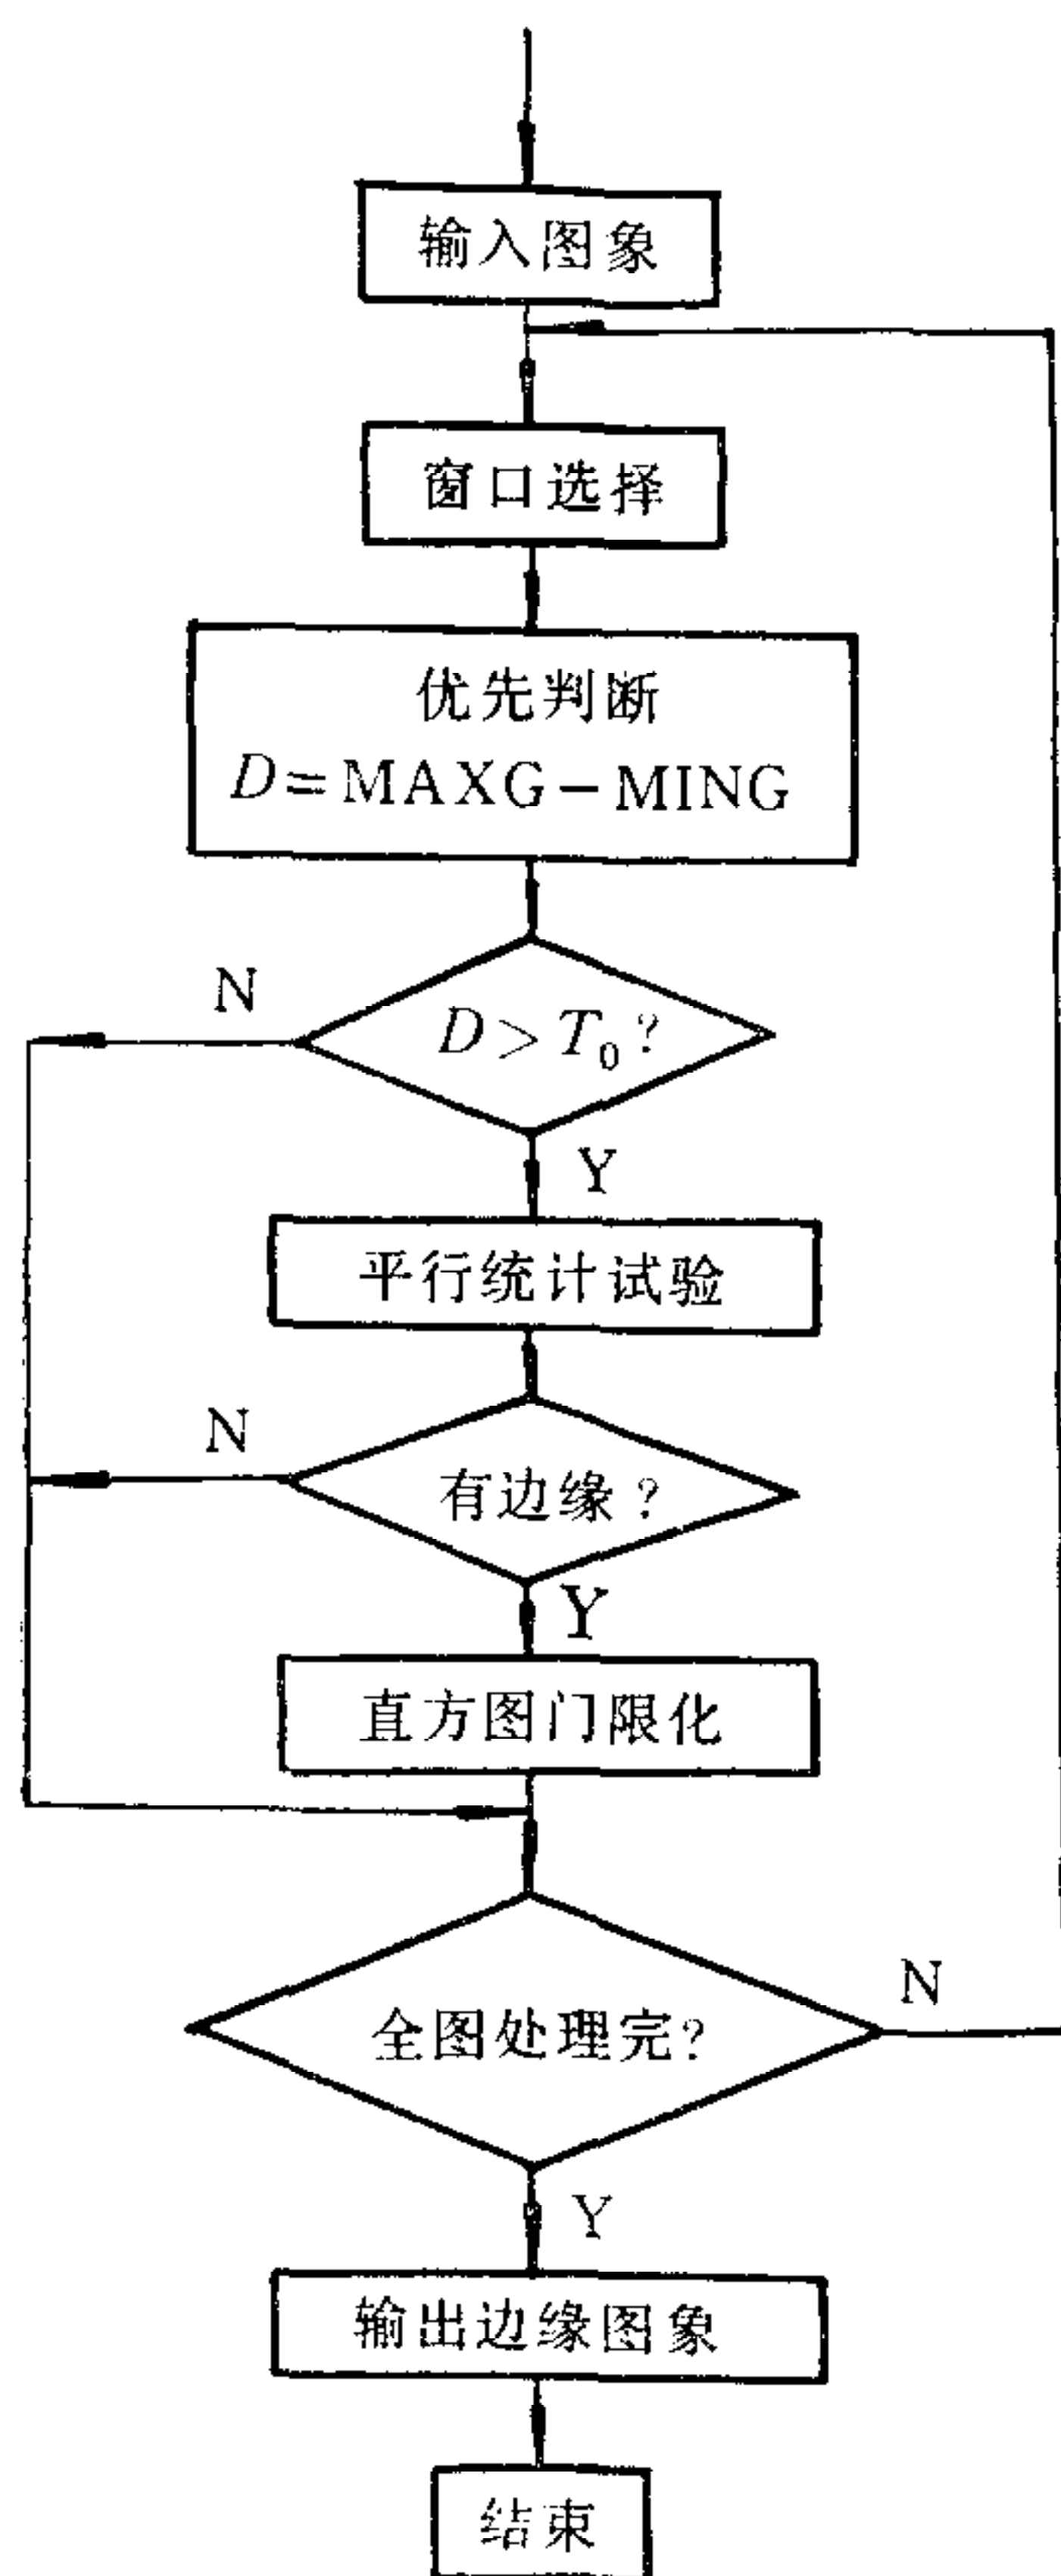 输入图象
窗口选择
优先判断
D=MAXG-MING
N
D>T₀?
Y
平行统计试验
N
有边缘?
Y
直方图门限化
全图处理完?
N
Y
输出边缘图象
结束